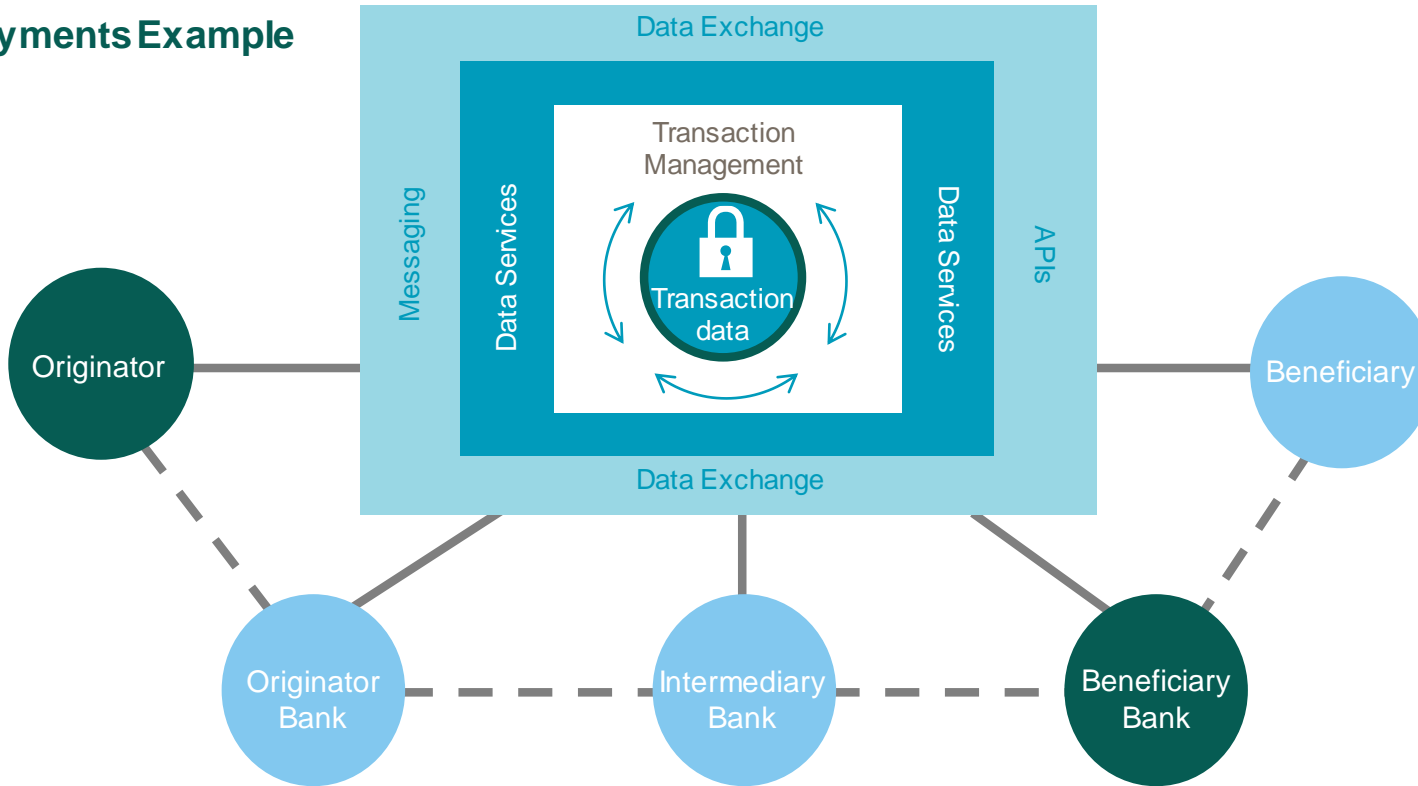 yments Example
Data Exchange
Transaction
Management
Messaging
Data Services
Transaction
data
Data Services
APIs
Originator
Beneficiary
Data Exchange
Originator
Bank
Intermediary
Bank
Beneficiary
Bank